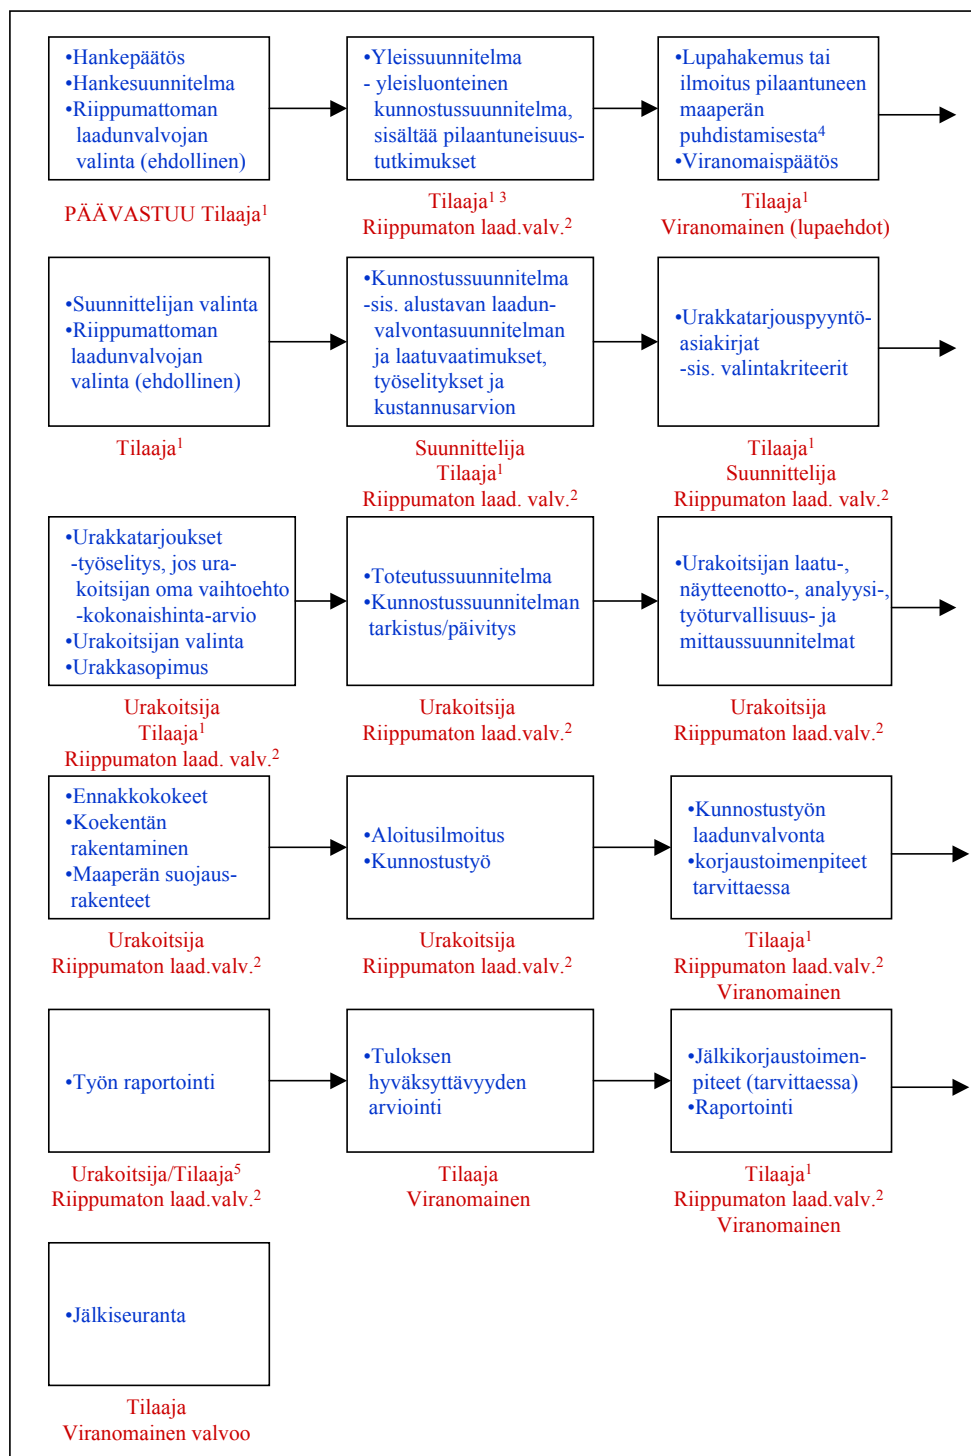 •Hankepäätös
•Hankesuunnitelma
•Riippumattoman
laadunvalvojan
valinta (ehdollinen)
PÄÄVASTUU Tilaaja¹
•Yleissuunnitelma
- yleisluonteinen
kunnostussuunnitelma,
sisältää pilaantuneisuus-
tutkimukset
Tilaaja¹ ³
Riippumaton laad.valv.²
•Lupahakemus tai
ilmoitus pilaantuneen
maaperän
puhdistamisesta⁴
•Viranomaispäätös
Tilaaja¹
Viranomainen (lupaehdot)
•Suunnittelijan valinta
•Riippumattoman
laadunvalvojan
valinta (ehdollinen)
Tilaaja¹
•Kunnostussuunnitelma
-sis. alustavan laadun-
valvontasuunnitelman
ja laatuvaatimukset,
työselitykset ja
kustannusarvion
Suunnittelija
Tilaaja¹
Riippumaton laad. valv.²
•Urakkatarjouspyyntö-
asiakirjat
-sis. valintakriteerit
Tilaaja¹
Suunnittelija
Riippumaton laad. valv.²
•Urakkatarjoukset
-työselitys, jos ura-
koitsijan oma vaihtoehto
-kokonaishinta-arvio
•Urakoitsijan valinta
•Urakkasopimus
Urakoitsija
Tilaaja¹
Riippumaton laad. valv.²
•Toteutussuunnitelma
•Kunnostussuunnitelman
tarkistus/päivitys
Urakoitsija
Riippumaton laad.valv.²
•Urakoitsijan laatu-,
näytteenotto-, analyysi-,
työturvallisuus- ja
mittaussuunnitelmat
Urakoitsija
Riippumaton laad.valv.²
•Ennakkokokeet
•Koekentän
rakentaminen
•Maaperän suojaus-
rakenteet
Urakoitsija
Riippumaton laad.valv.²
•Aloitusilmoitus
•Kunnostustyö
Urakoitsija
Riippumaton laad.valv.²
•Kunnostustyön
laadunvalvonta
•korjaustoimenpiteet
tarvittaessa
Tilaaja¹
Riippumaton laad.valv.²
Viranomainen
•Työn raportointi
Urakoitsija/Tilaaja⁵
Riippumaton laad.valv.²
•Tuloksen
hyväksyttävyyden
arviointi
Tilaaja
Viranomainen
•Jälkikorjaustoimen-
piteet (tarvittaessa)
•Raportointi
Tilaaja¹
Riippumaton laad.valv.²
Viranomainen
•Jälkiseuranta
Tilaaja
Viranomainen valvoo